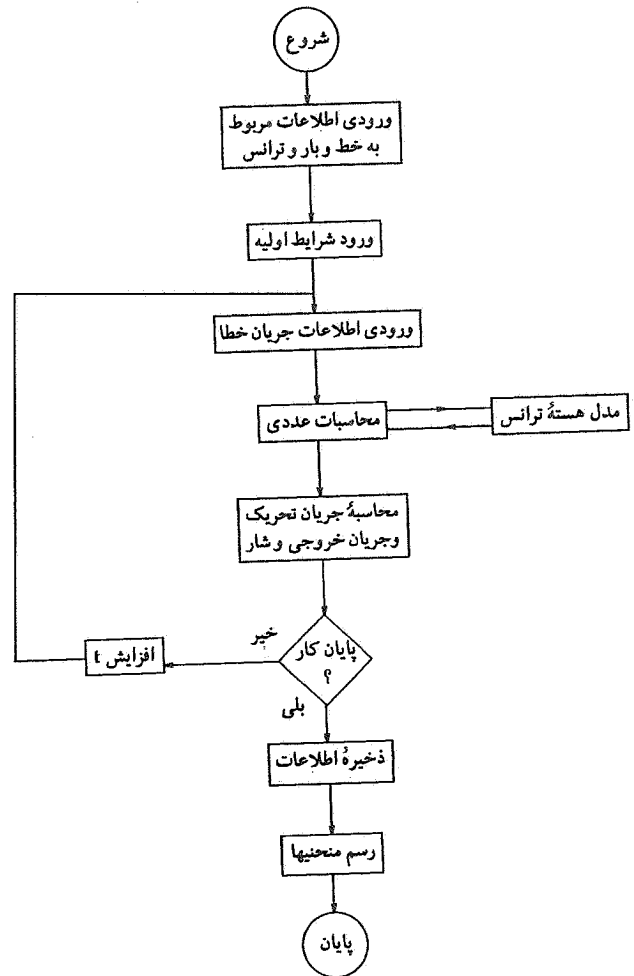 شروع
ورودی اطلاعات مربوط
به خط و بار و ترانس
ورود شرایط اولیه
ورودی اطلاعات جریان خطا
محاسبات عددی
مدل هستهٔ ترانس
محاسبهٔ جریان تحریک
و جریان خروجی و شار
پایان کار
؟
خیر
افزایش t
بلی
ذخیرهٔ اطلاعات
رسم منحنیها
پایان